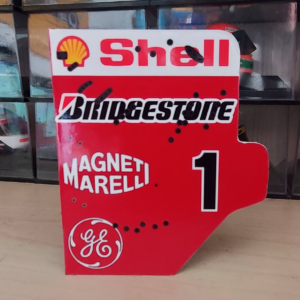 Shell
BRIDGESTONE
MAGNETI
MARELLI
1
GE